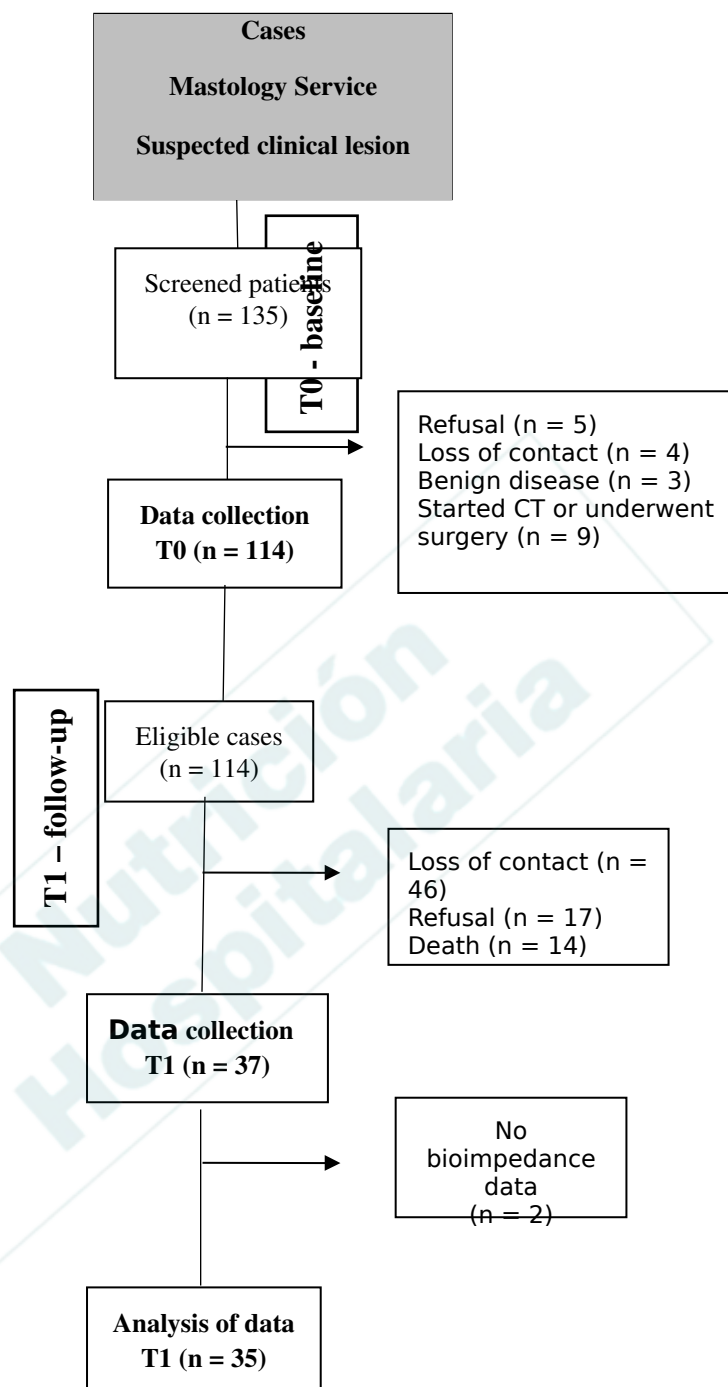 Cases
Mastology Service
Suspected clinical lesion
T0 - baseline
Screened patients
(n = 135)
Refusal (n = 5)
Loss of contact (n = 4)
Benign disease (n = 3)
Started CT or underwent
surgery (n = 9)
Data collection
T0 (n = 114)
T1 – follow-up
Eligible cases
(n = 114)
Loss of contact (n =
46)
Refusal (n = 17)
Death (n = 14)
Data collection
T1 (n = 37)
No
bioimpedance
data
(n = 2)
Analysis of data
T1 (n = 35)
Nutrición
Hospitalaria